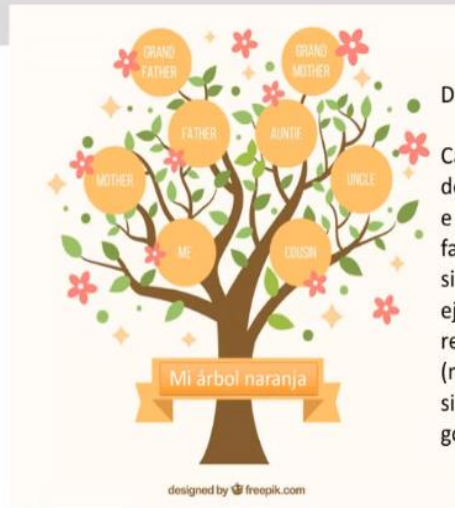 GRAND
FATHER
GRAND
MOTHER
FATHER
AUNTIE
MOTHER
UNCLE
ME
COUSIN
Mi árbol naranja
designed by freepik.com
D
Ca
de
e
fa
si
ej
re
(r
si
go